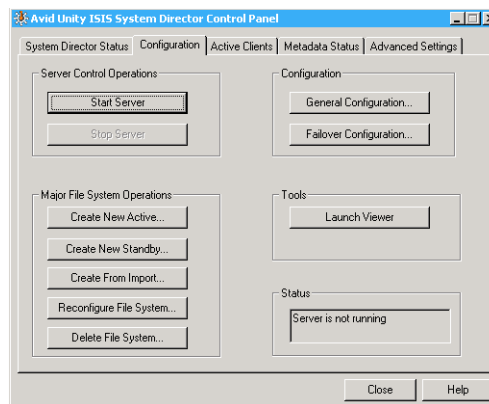 Avid Unity ISIS System Director Control Panel
System Director Status Configuration Active Clients Metadata Status Advanced Settings
Server Control Operations
Start Server
Stop Server
Configuration
General Configuration...
Failover Configuration...
Major File System Operations
Create New Active...
Create New Standby...
Create From Import...
Reconfigure File System...
Delete File System...
Tools
Launch Viewer
Status
Server is not running
Close Help